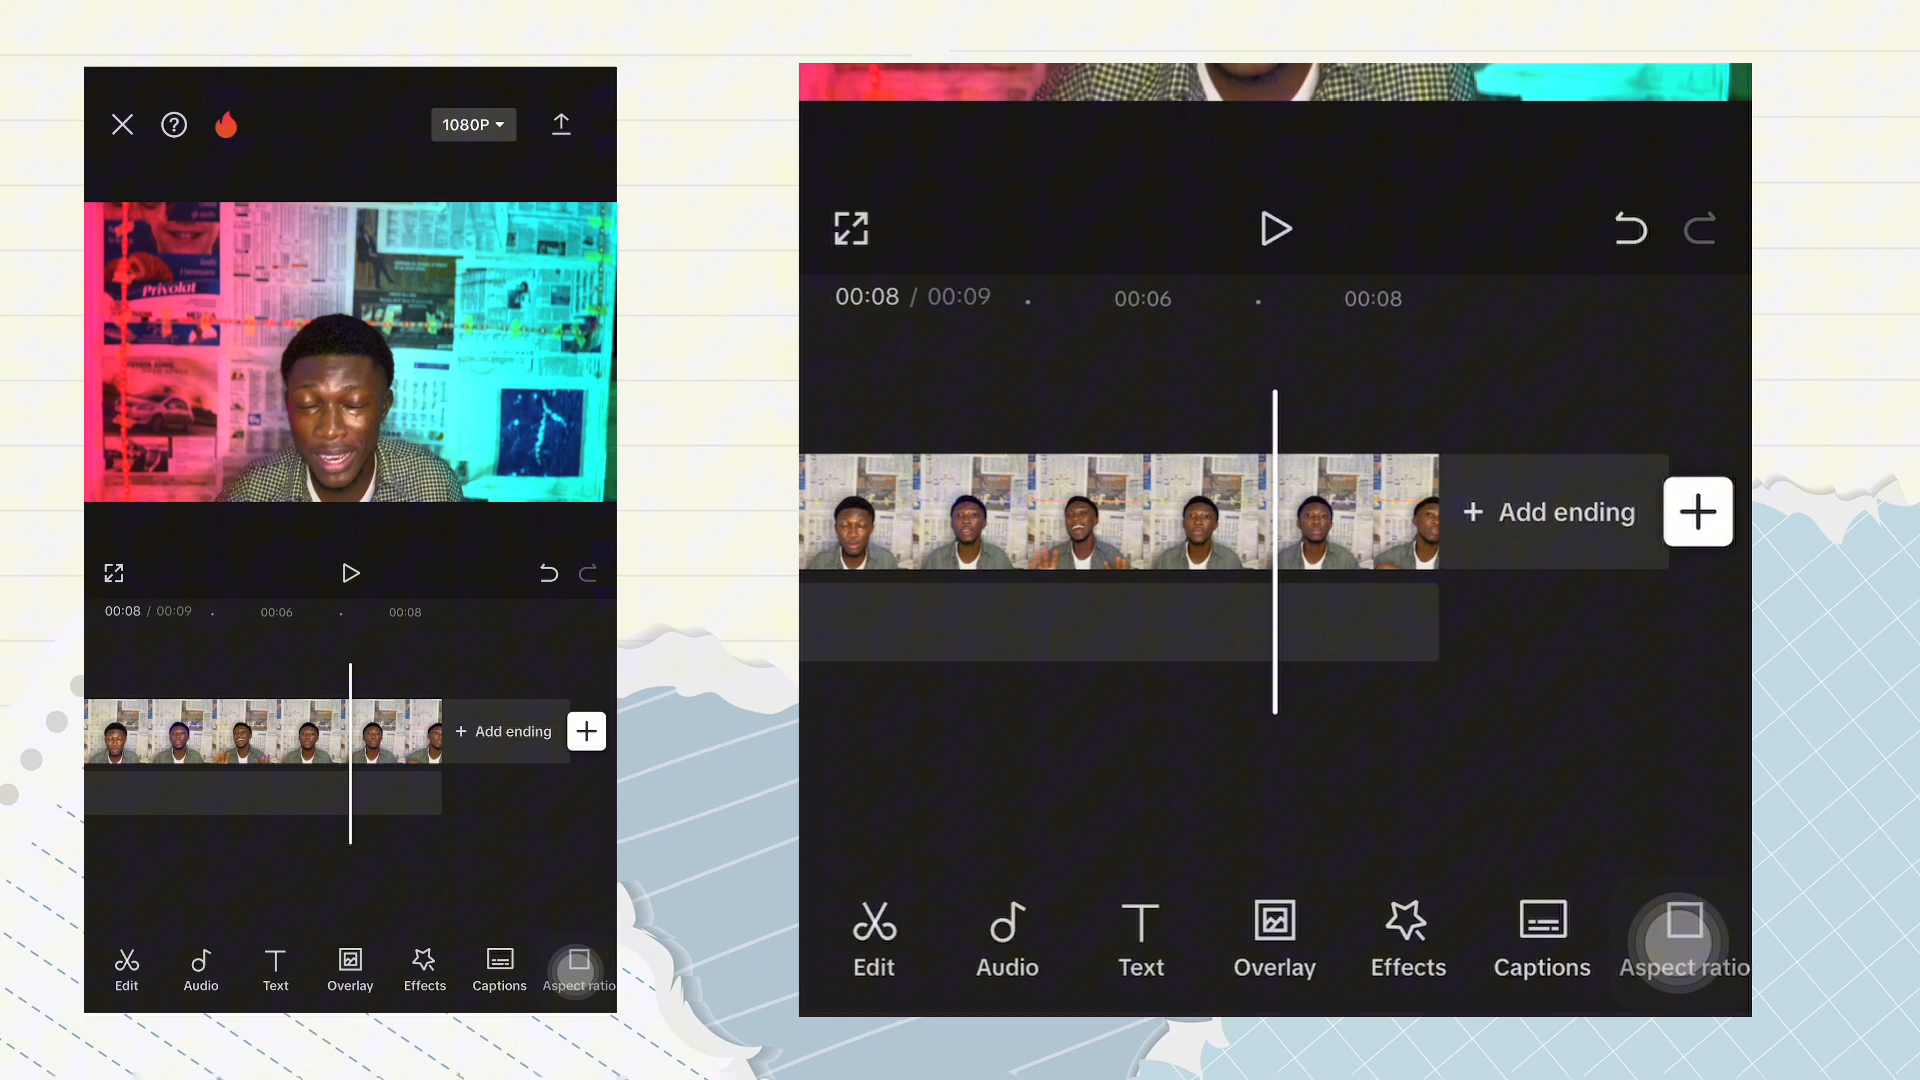 1080P
Privolat
00:08 / 00:09
00:06
00:08
+ Add ending
Edit
Audio
Text
Overlay
Effects
Captions
Aspect ratio
00:08 / 00:09
00:06
00:08
+ Add ending
Edit
Audio
Text
Overlay
Effects
Captions
Aspect ratio